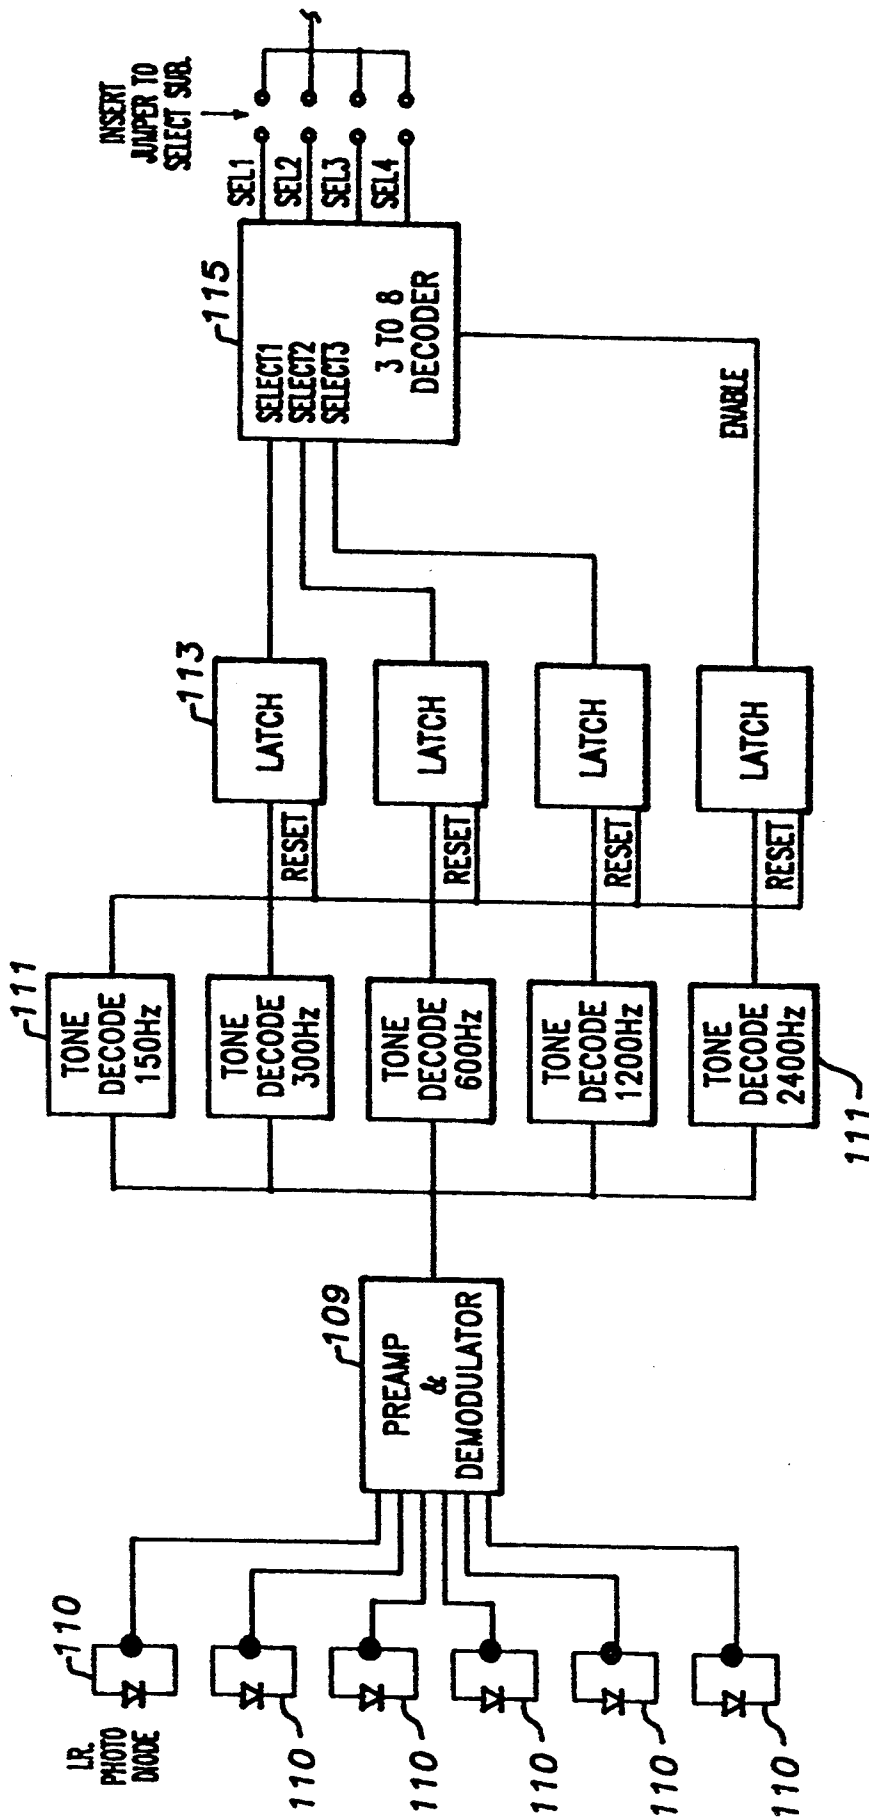 I.R.
PHOTO
DIODE
110
110
110
110
110
110
109
PREAMP
&
DEMODULATOR
111
TONE
DECODE
150Hz
TONE
DECODE
300Hz
TONE
DECODE
600Hz
TONE
DECODE
1200Hz
TONE
DECODE
2400Hz
111
RESET
RESET
RESET
RESET
113
LATCH
LATCH
LATCH
LATCH
ENABLE
115
SELECT1
SELECT2
SELECT3
3 TO 8
DECODER
SEL1
SEL2
SEL3
SEL4
INSERT
JUMPER TO
SELECT SUB.